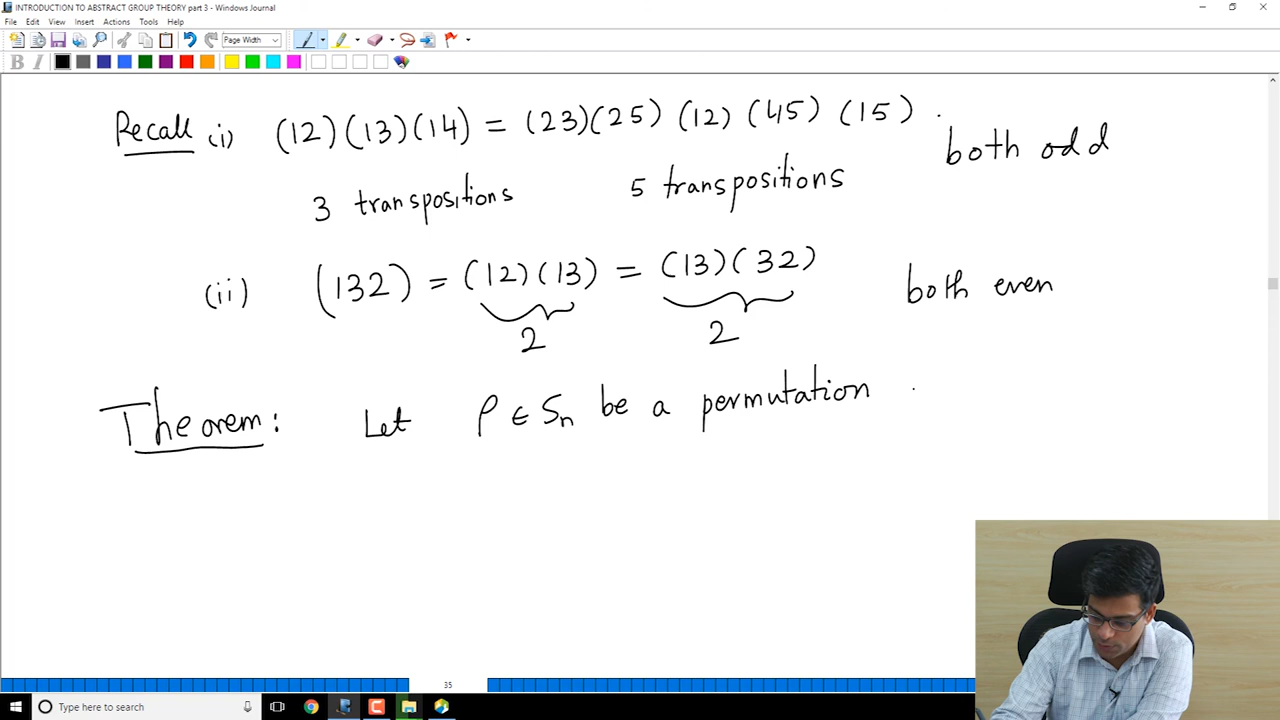 INTRODUCTION TO ABSTRACT GROUP THEORY part 3 - Windows Journal
File Edit View Insert Actions Tools Help
Page Width
B I
Recall (i) (12)(13)(14) = (23)(25) (12) (45) (15) .
both odd
3 transpositions 5 transpositions
(ii) (132) = (12)(13) = (13)(32) both even
2 2
Theorem: Let ρ ∈ Sn be a permutation .
35
Type here to search